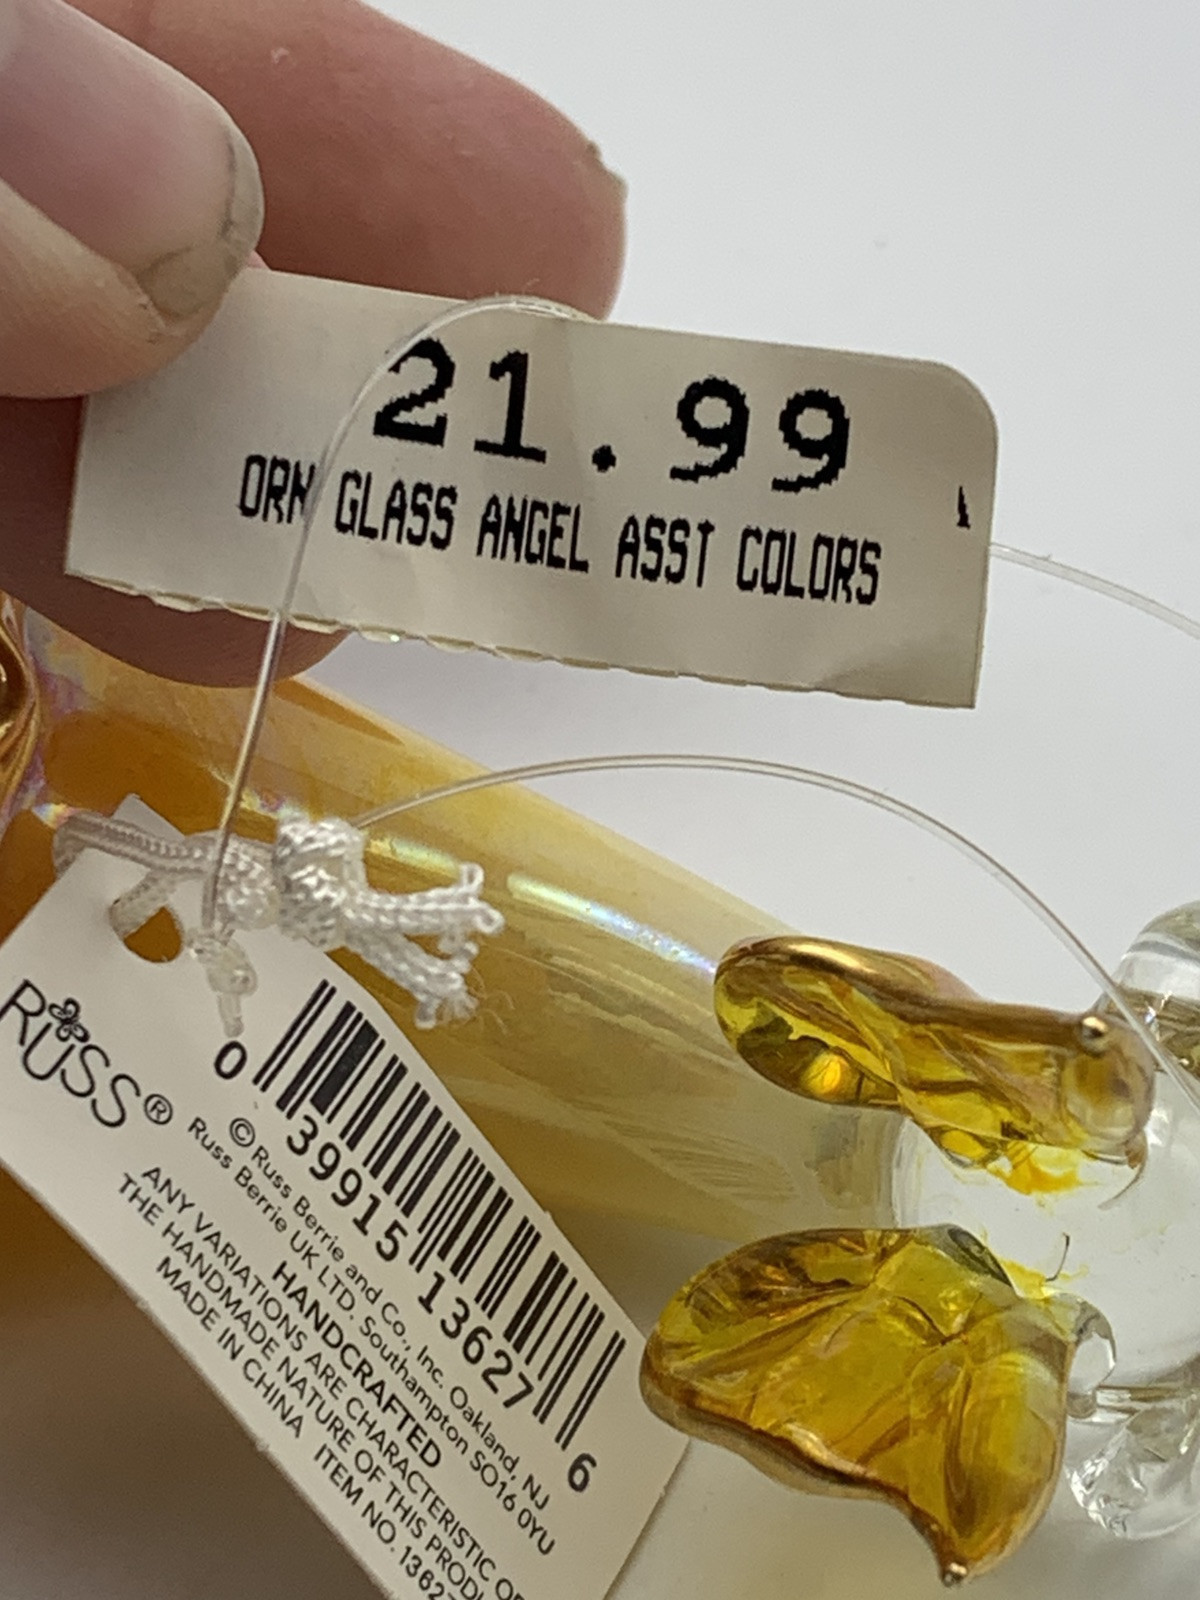 21.99
ORN GLASS ANGEL ASST COLORS
RUSS®
0 39915 13627 6
© Russ Berrie and Co., Inc. Oakland, NJ
Russ Berrie UK LTD. Southampton SO16 0YU
HANDCRAFTED
ANY VARIATIONS ARE CHARACTERISTIC OF
THE HANDMADE NATURE OF THIS
MADE IN CHINA ITEM NO.